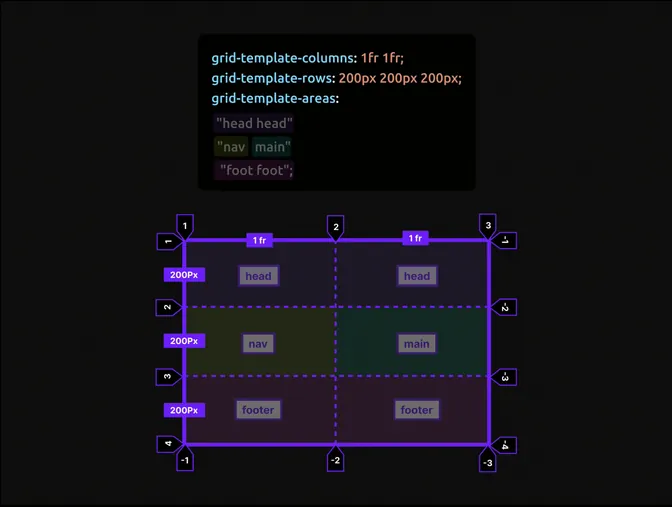 grid-template-columns: 1fr 1fr;
grid-template-rows: 200px 200px 200px;
grid-template-areas:
"head head"
"nav main"
"foot foot";
1 2 3
1 1 fr 1 fr -1
200Px head head
2 -2
200Px nav main
3 -3
200Px footer footer
4 -4
-1 -2 -3